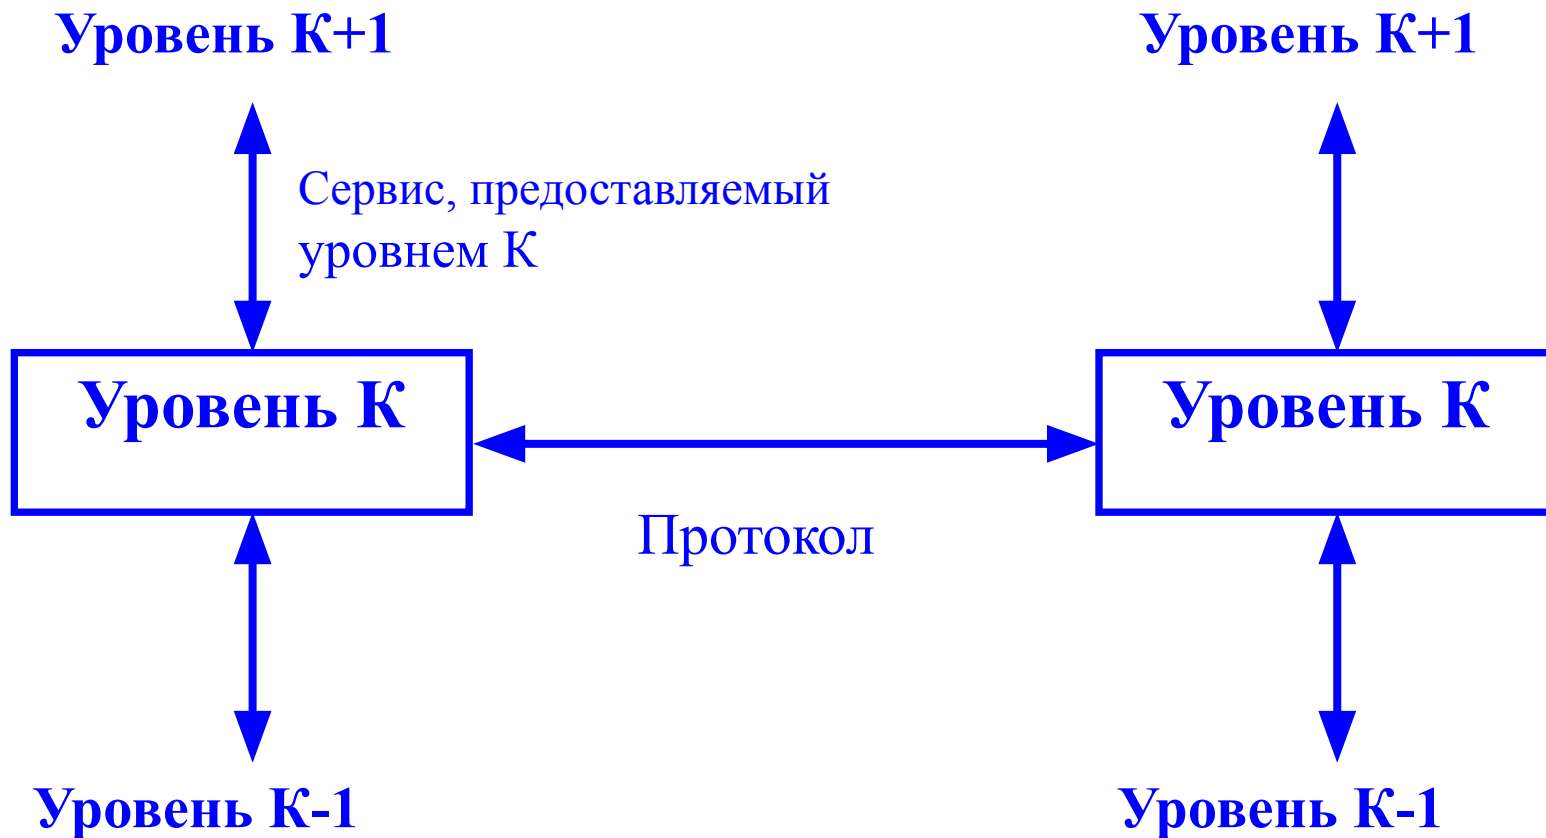 Уровень К+1
Уровень К+1
Сервис, предоставляемый
уровнем К
Уровень К
Уровень К
Протокол
Уровень К-1
Уровень К-1